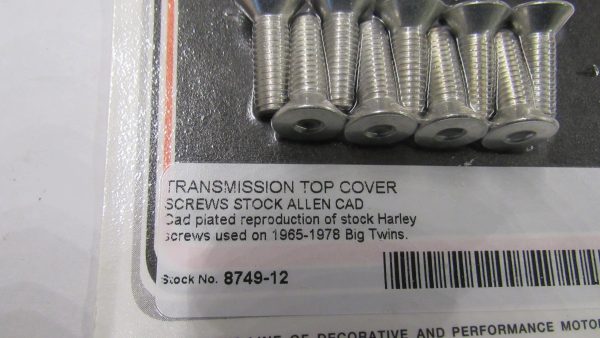 TRANSMISSION TOP COVER
SCREWS STOCK ALLEN CAD
Cad plated reproduction of stock Harley
screws used on 1965-1978 Big Twins.
Stock No. 8749-12
OF DECORATIVE AND PERFORMANCE MOTO